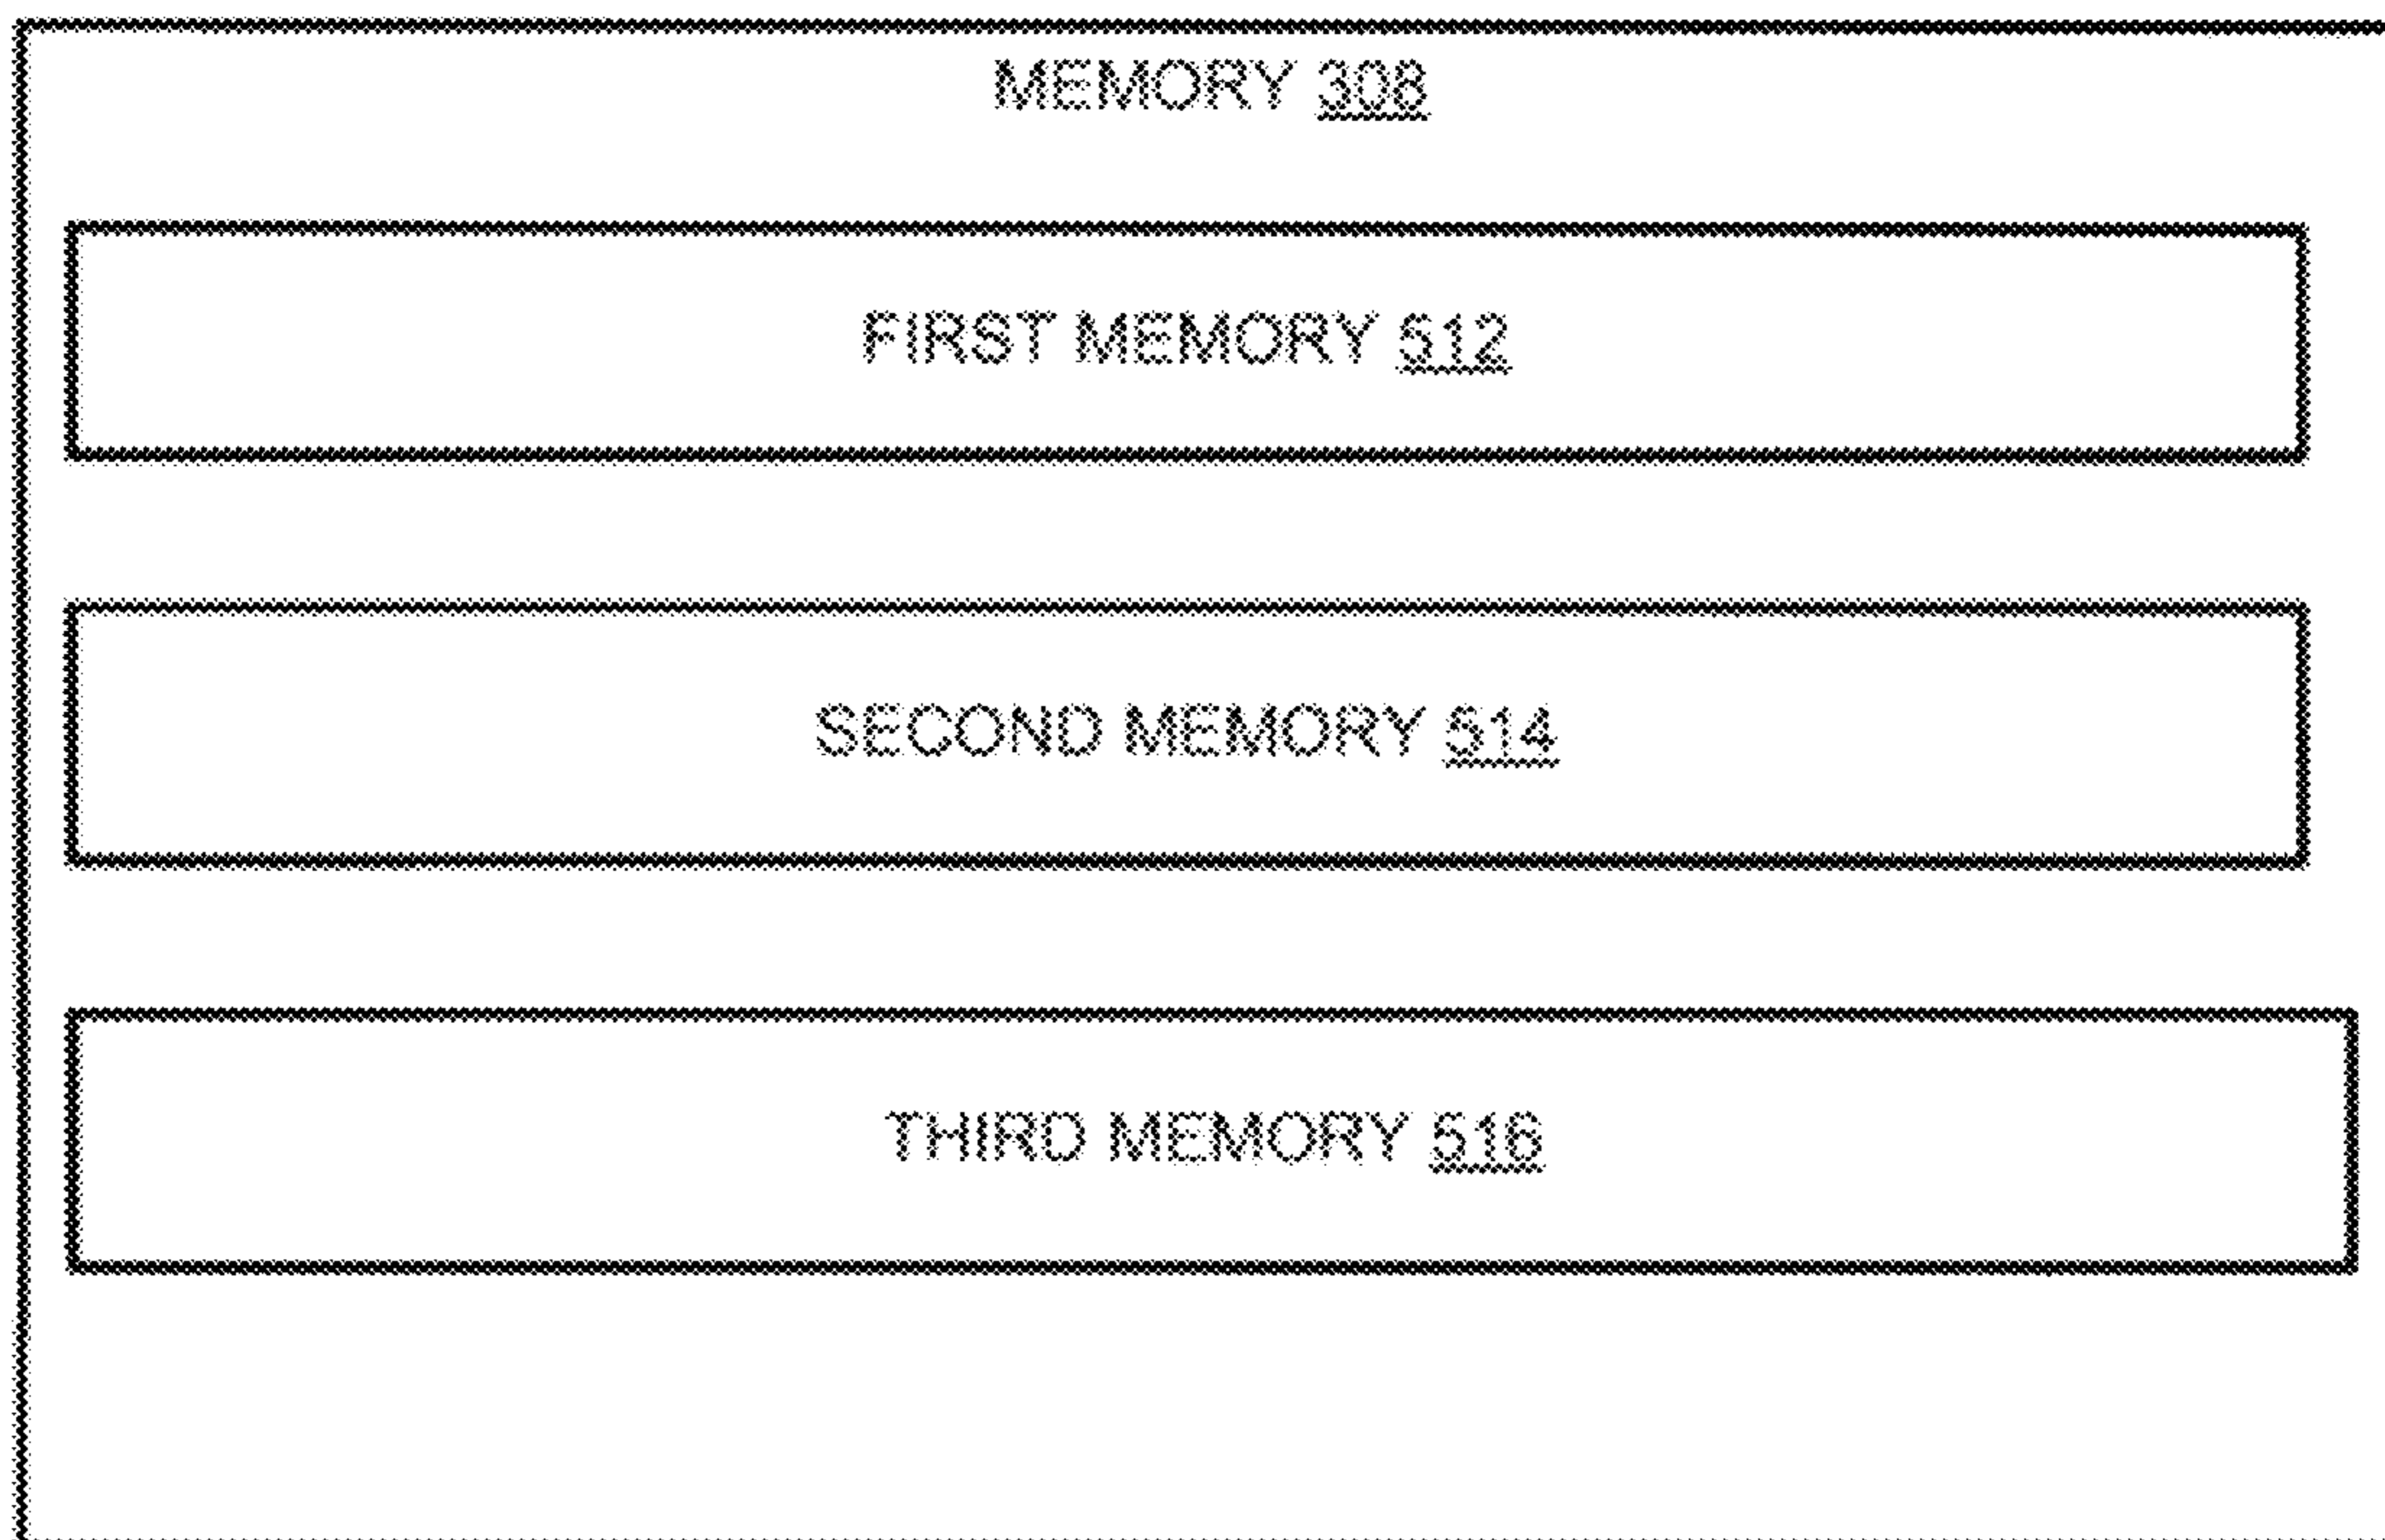 MEMORY 308
FIRST MEMORY 512
SECOND MEMORY 514
THIRD MEMORY 516